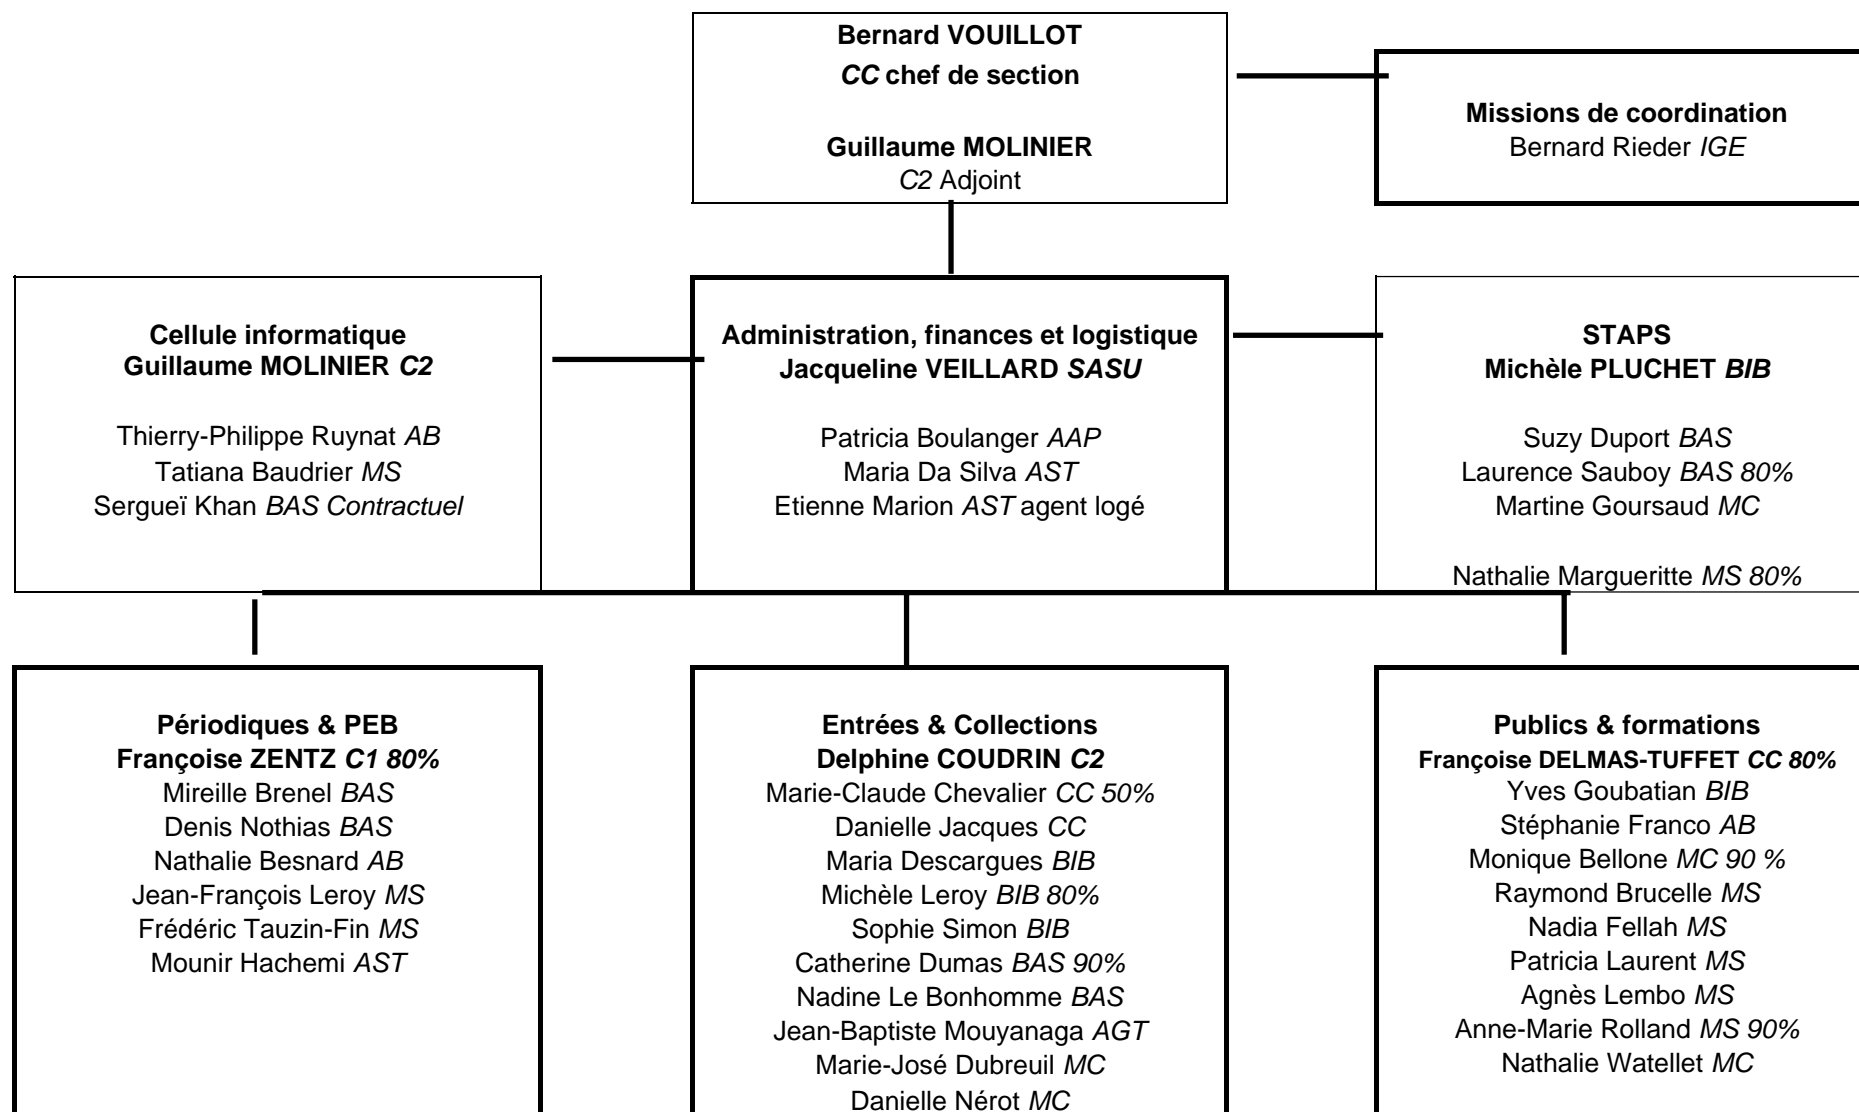 Bernard VOUILLOT
CC chef de section
Guillaume MOLINIER
C2 Adjoint
Missions de coordination
Bernard Rieder IGE
Cellule informatique
Guillaume MOLINIER C2
Thierry-Philippe Ruynat AB
Tatiana Baudrier MS
Sergueï Khan BAS Contractuel
Administration, finances et logistique
Jacqueline VEILLARD SASU
Patricia Boulanger AAP
Maria Da Silva AST
Etienne Marion AST agent logé
STAPS
Michèle PLUCHET BIB
Suzy Duport BAS
Laurence Sauboy BAS 80%
Martine Goursaud MC
Nathalie Margueritte MS 80%
Périodiques & PEB
Françoise ZENTZ C1 80%
Mireille Brenel BAS
Denis Nothias BAS
Nathalie Besnard AB
Jean-François Leroy MS
Frédéric Tauzin-Fin MS
Mounir Hachemi AST
Entrées & Collections
Delphine COUDRIN C2
Marie-Claude Chevalier CC 50%
Danielle Jacques CC
Maria Descargues BIB
Michèle Leroy BIB 80%
Sophie Simon BIB
Catherine Dumas BAS 90%
Nadine Le Bonhomme BAS
Jean-Baptiste Mouyanaga AGT
Marie-José Dubreuil MC
Danielle Nérot MC
Publics & formations
Françoise DELMAS-TUFFET CC 80%
Yves Goubatian BIB
Stéphanie Franco AB
Monique Bellone MC 90 %
Raymond Brucelle MS
Nadia Fellah MS
Patricia Laurent MS
Agnès Lembo MS
Anne-Marie Rolland MS 90%
Nathalie Watellet MC